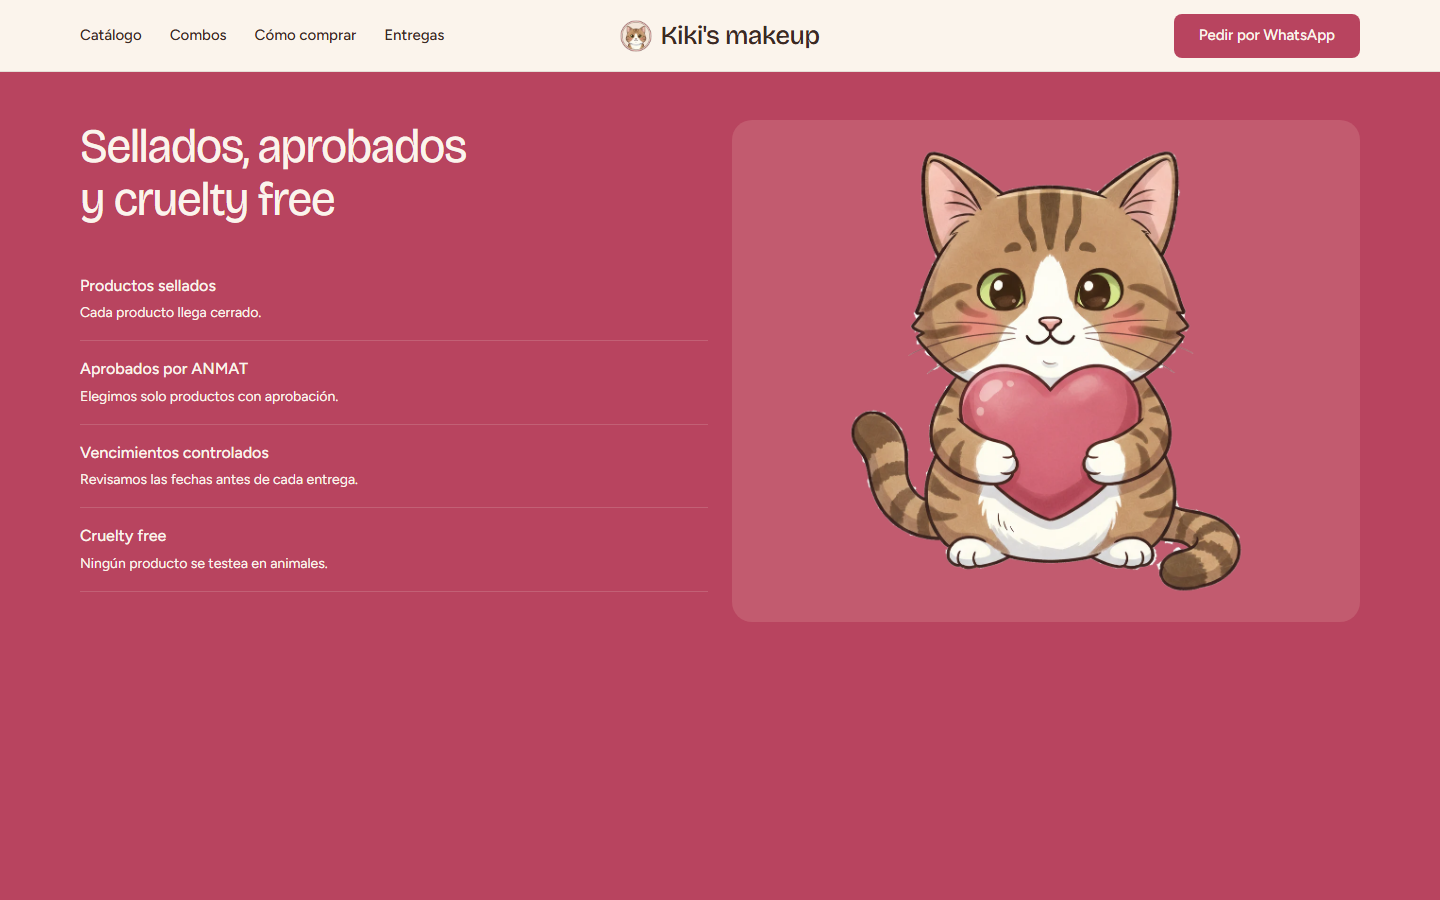 Catálogo
Combos
Cómo comprar
Entregas
Kiki's makeup
Pedir por WhatsApp
Sellados, aprobados
y cruelty free
Productos sellados
Cada producto llega cerrado.
Aprobados por ANMAT
Elegimos solo productos con aprobación.
Vencimientos controlados
Revisamos las fechas antes de cada entrega.
Cruelty free
Ningún producto se testea en animales.